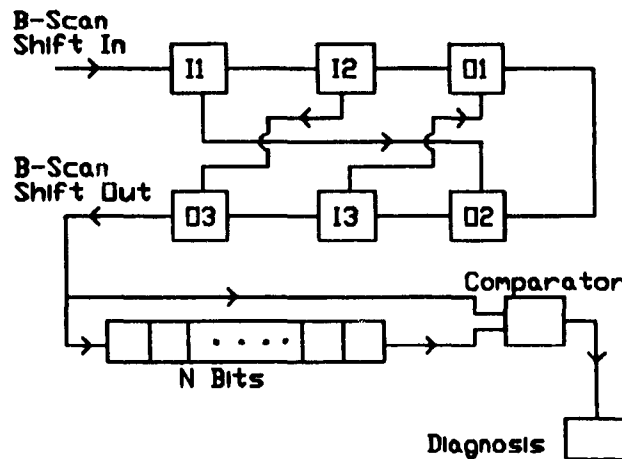 B-Scan
Shift In
I1
I2
O1
B-Scan
Shift Out
O3
I3
O2
Comparator
N Bits
Diagnosis